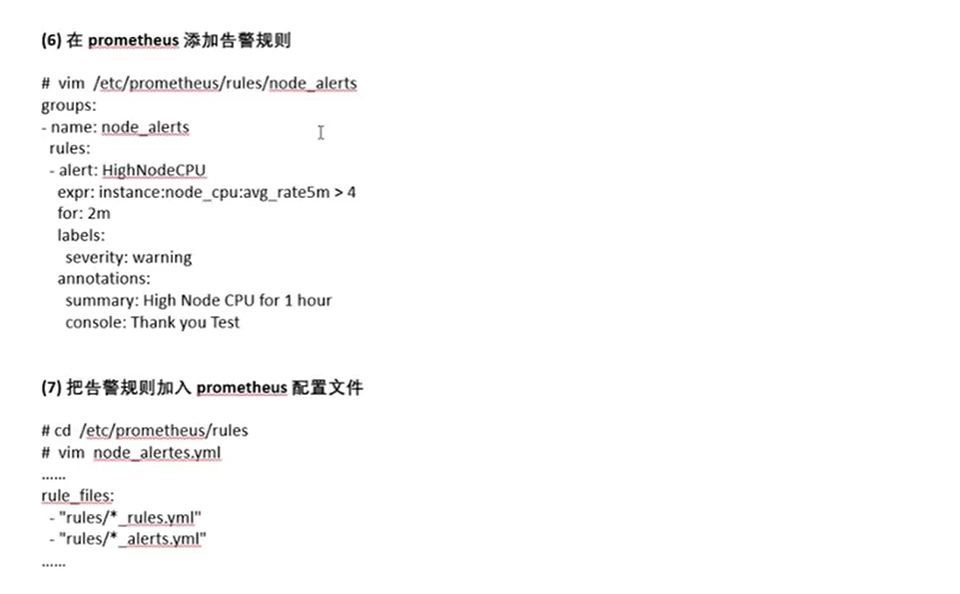 (6) 在 prometheus 添加告警规则
# vim /etc/prometheus/rules/node_alerts
groups:
- name: node_alerts
rules:
- alert: HighNodeCPU
expr: instance:node_cpu:avg_rate5m > 4
for: 2m
labels:
severity: warning
annotations:
summary: High Node CPU for 1 hour
console: Thank you Test
(7) 把告警规则加入 prometheus 配置文件
# cd /etc/prometheus/rules
# vim node_alertes.yml
......
rule_files:
- "rules/*_rules.yml"
- "rules/*_alerts.yml"
......